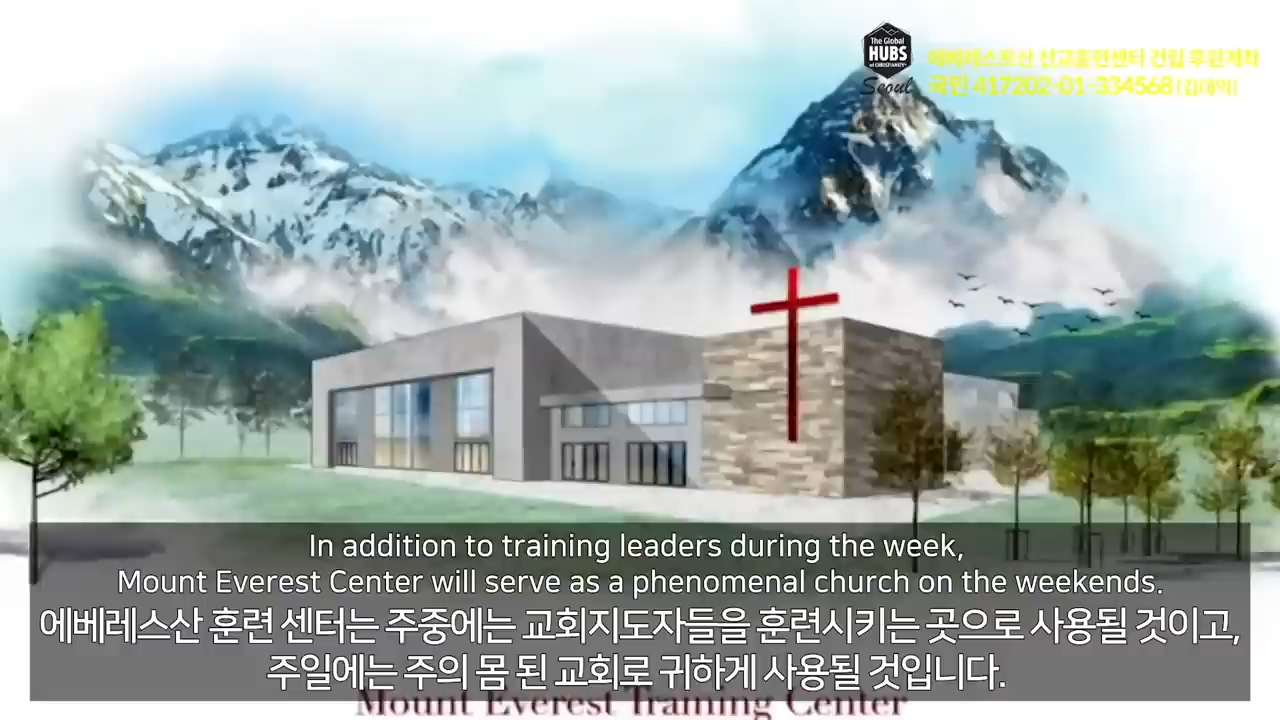 The Global
HUBS
of CHRISTIANITY
Seoul
에베레스트산 선교훈련센터 건립 후원계좌
국민 417202-01-334568 (김대억)
In addition to training leaders during the week,
Mount Everest Center will serve as a phenomenal church on the weekends.
에베레스산 훈련 센터는 주중에는 교회지도자들을 훈련시키는 곳으로 사용될 것이고,
주일에는 주의 몸 된 교회로 귀하게 사용될 것입니다.
Mount Everest Training Center